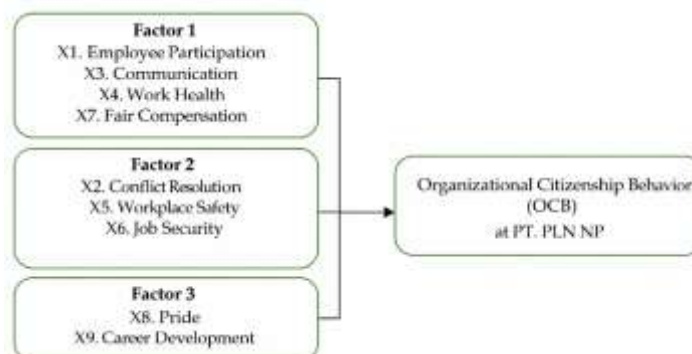 Factor 1
X1. Employee Participation
X3. Communication
X4. Work Health
X7. Fair Compensation
Factor 2
X2. Conflict Resolution
X5. Workplace Safety
X6. Job Security
Factor 3
X8. Pride
X9. Career Development
Organizational Citizenship Behavior
(OCB)
at PT. PLN NP